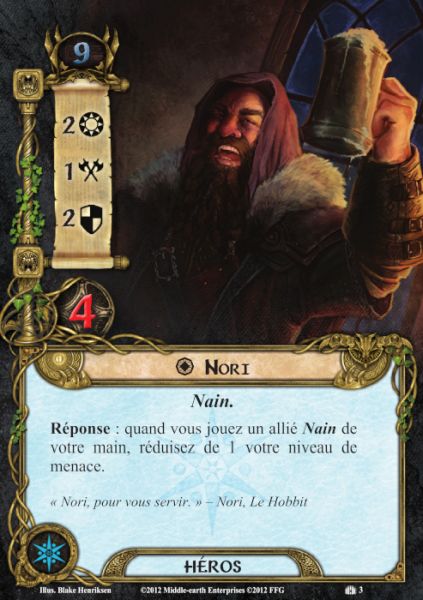 9
2
1
2
4
Nori
Nain.
Réponse : quand vous jouez un allié Nain de
votre main, réduisez de 1 votre niveau de
menace.
« Nori, pour vous servir. » – Nori, Le Hobbit
HÉROS
Illus. Blake Henriksen ©2012 Middle-earth Enterprises ©2012 FFG 3